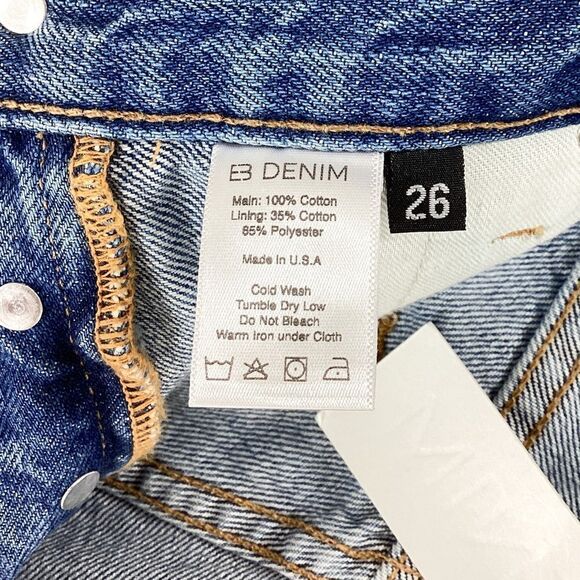 EB DENIM
Main: 100% Cotton
Lining: 35% Cotton
65% Polyester
Made in U.S.A
Cold Wash
Tumble Dry Low
Do Not Bleach
Warm Iron under Cloth
26